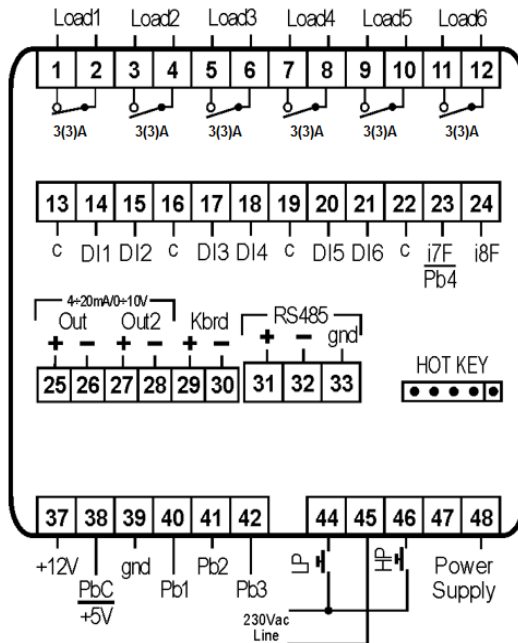 Load1 Load2 Load3 Load4 Load5 Load6
1 2 3 4 5 6 7 8 9 10 11 12
3(3)A 3(3)A 3(3)A 3(3)A 3(3)A 3(3)A
13 14 15 16 17 18 19 20 21 22 23 24
c DI1 DI2 c DI3 DI4 c DI5 DI6 c i7F i8F
Pb4
4÷20mA/0÷10V
Out Out2 Kbrd RS485
+ - + - + - + - gnd
25 26 27 28 29 30 31 32 33
HOT KEY
37 38 39 40 41 42 44 45 46 47 48
+12V PbC gnd Pb1 Pb2 Pb3 LP HP Power
+5V Supply
230Vac
Line